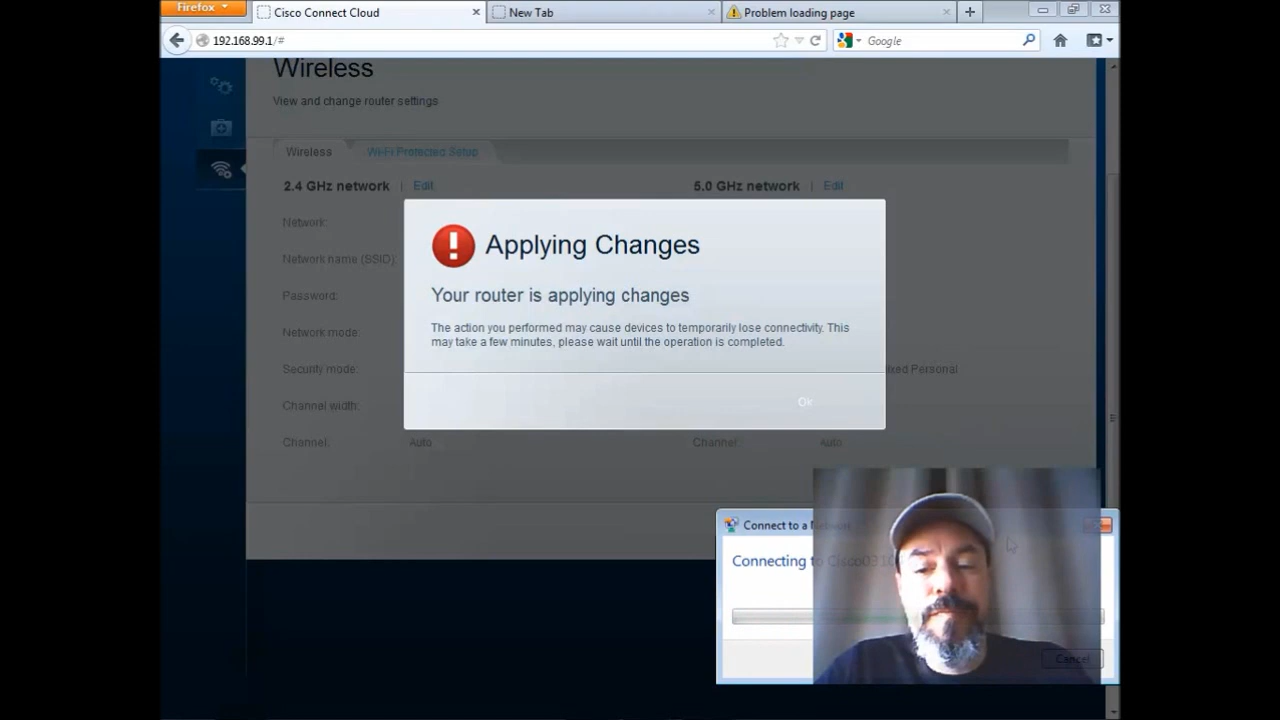 Firefox
Cisco Connect Cloud
New Tab
Problem loading page
192.168.99.1/#
Google
Wireless
View and change router settings
Wireless
Wi-Fi Protected Setup
2.4 GHz network | Edit
5.0 GHz network | Edit
Network:
Network name (SSID):
Password:
Network mode:
Security mode:
Personal
Channel width:
Channel: Auto
Channel: Auto
Applying Changes
Your router is applying changes
The action you performed may cause devices to temporarily lose connectivity. This
may take a few minutes, please wait until the operation is completed.
Ok
Connect to a Network
Connecting to
Cancel